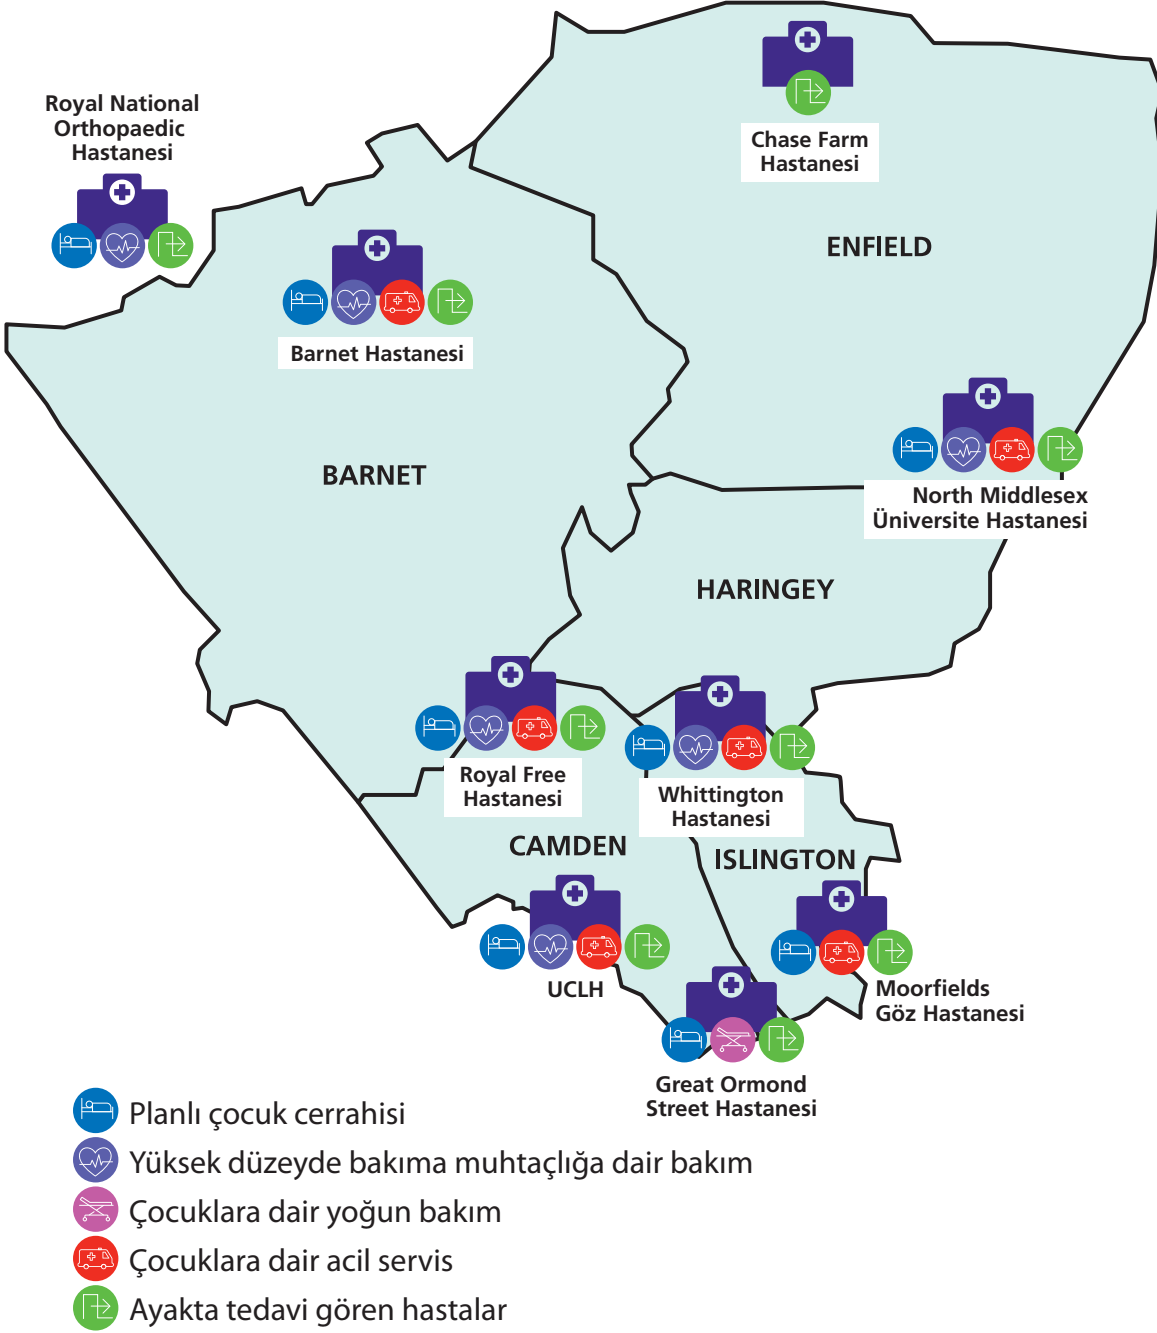 Royal National
Orthopaedic
Hastanesi
Chase Farm
Hastanesi
ENFIELD
Barnet Hastanesi
BARNET
North Middlesex
Üniversite Hastanesi
HARINGEY
Royal Free
Hastanesi
Whittington
Hastanesi
CAMDEN
ISLINGTON
UCLH
Moorfields
Göz Hastanesi
Great Ormond
Street Hastanesi
Planlı çocuk cerrahisi
Yüksek düzeyde bakıma muhtaçlığa dair bakım
Çocuklara dair yoğun bakım
Çocuklara dair acil servis
Ayakta tedavi gören hastalar